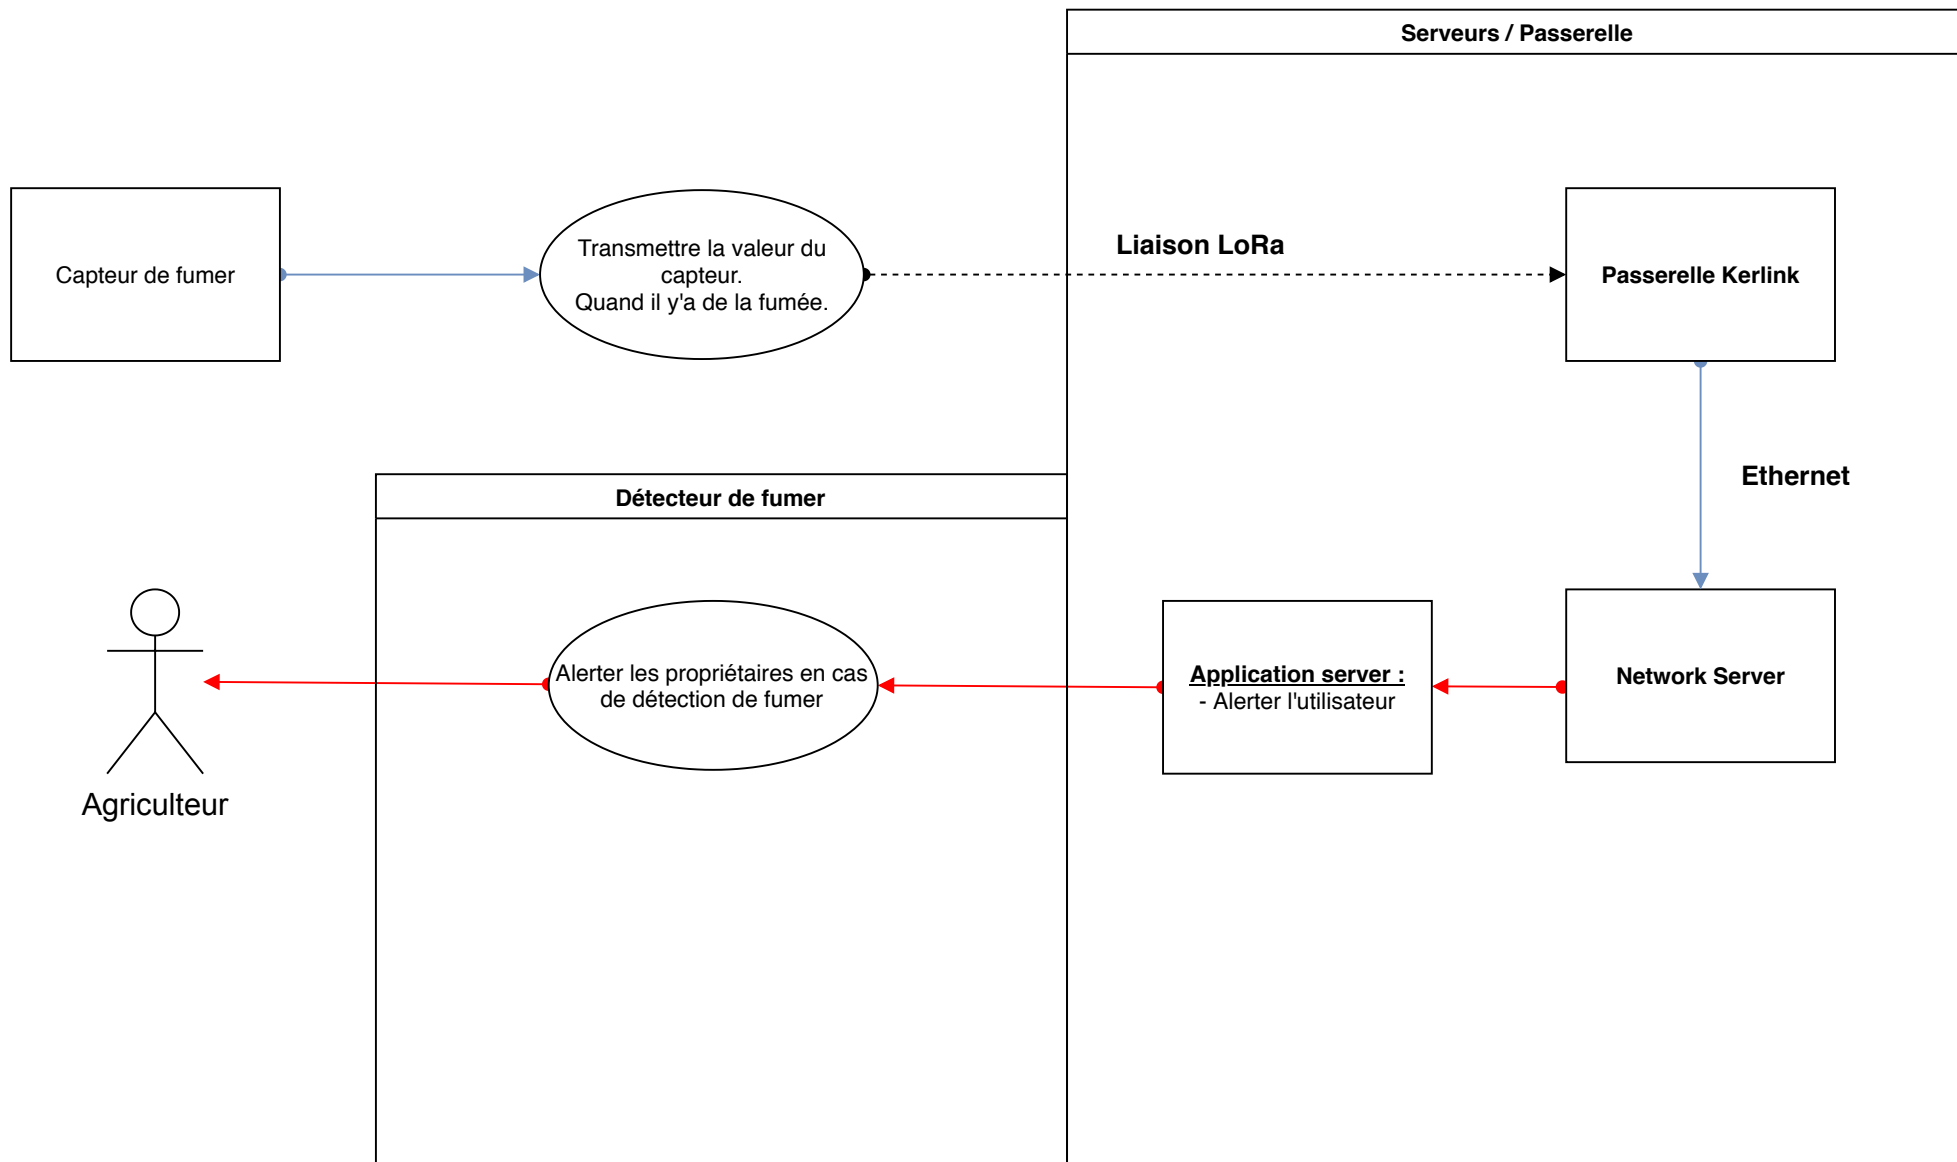 Serveurs / Passerelle
Capteur de fumer
Transmettre la valeur du
capteur.
Quand il y'a de la fumée.
Liaison LoRa
Passerelle Kerlink
Ethernet
Détecteur de fumer
Agriculteur
Alerter les propriétaires en cas
de détection de fumer
Application server :
- Alerter l'utilisateur
Network Server